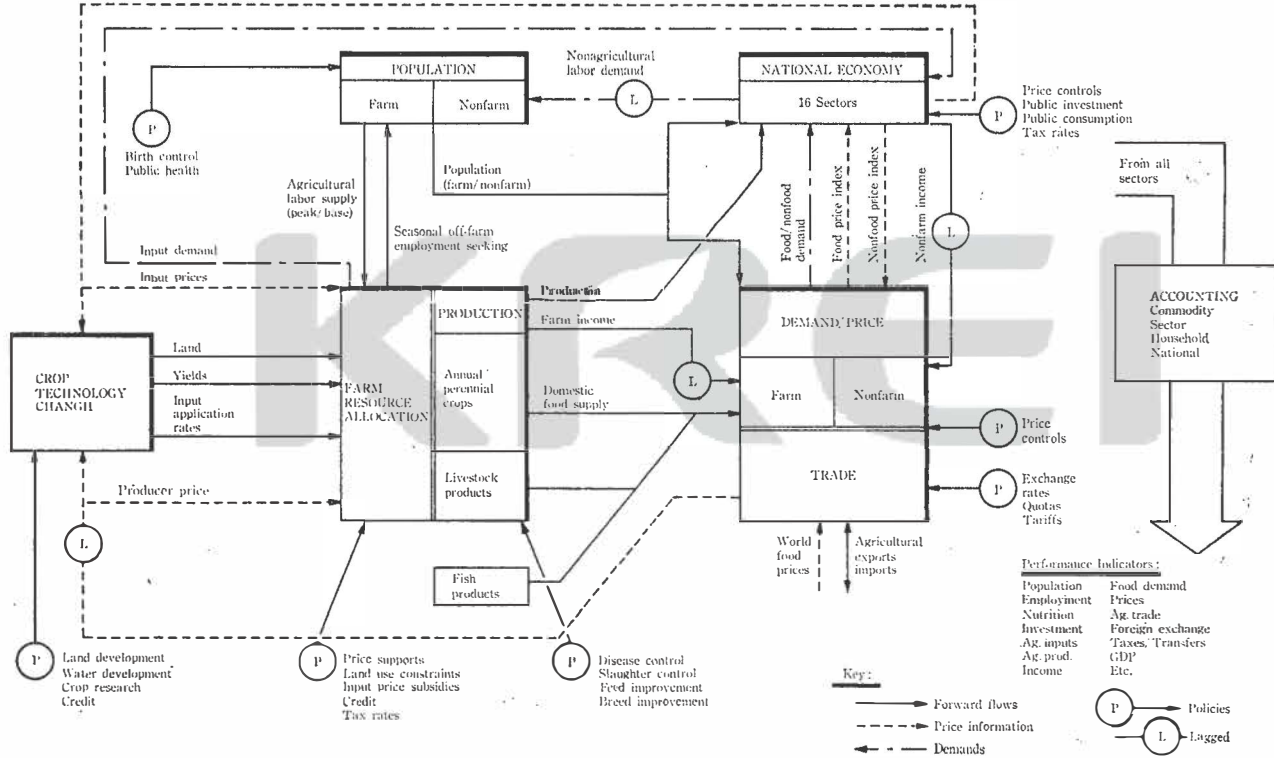 POPULATION
Farm
Nonfarm
P
Birth control
Public health
Nonagricultural
labor demand
L
NATIONAL ECONOMY
16 Sectors
P
Price controls
Public investment
Public consumption
Tax rates
From all
sectors
Agricultural
labor supply
(peak/base)
Seasonal off-farm
employment seeking
Population
(farm/nonfarm)
Food/nonfood
demand
Food price index
Nonfood price index
Nonfarm income
L
Input demand
Input prices
CROP
TECHNOLOGY
CHANGH
Land
Yields
Input
application
rates
Producer price
L
FARM
RESOURCE
ALLOCATION
PRODUCTION
Annual/
perennial
crops
Livestock
products
Fish
products
Production
Farm income
L
Domestic
food supply
DEMAND/PRICE
Farm
Nonfarm
TRADE
P
Price
controls
P
Exchange
rates
Quotas
Tariffs
World
food
prices
Agricultural
exports
imports
ACCOUNTING
Commodity
Sector
Household
National
P
Land development
Water development
Crop research
Credit
P
Price supports
Land use constraints
Input price subsidies
Credit
Tax rates
P
Disease control
Slaughter control
Feed improvement
Breed improvement
Performance Indicators:
Population Food demand
Employment Prices
Nutrition Ag. trade
Investment Foreign exchange
Ag. inputs Taxes/Transfers
Ag. prod. GDP
Income Etc.
Key:
Forward flows
Price information
Demands
P Policies
L Lagged
KREI